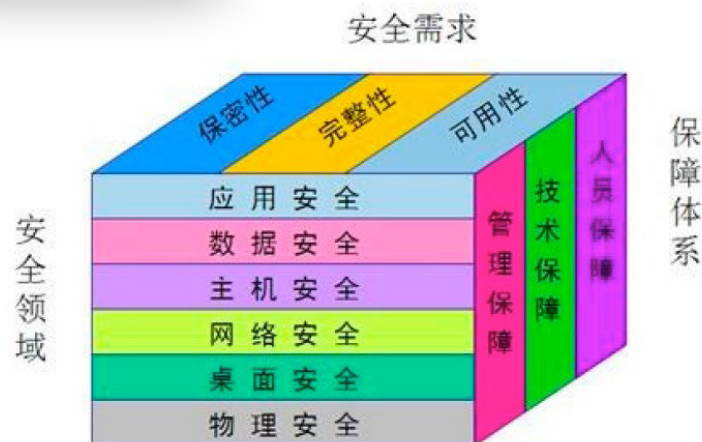 安全需求
保密性
完整性
可用性
应用安全
数据安全
主机安全
网络安全
桌面安全
物理安全
管理保障
技术保障
人员保障
安全领域
保障体系